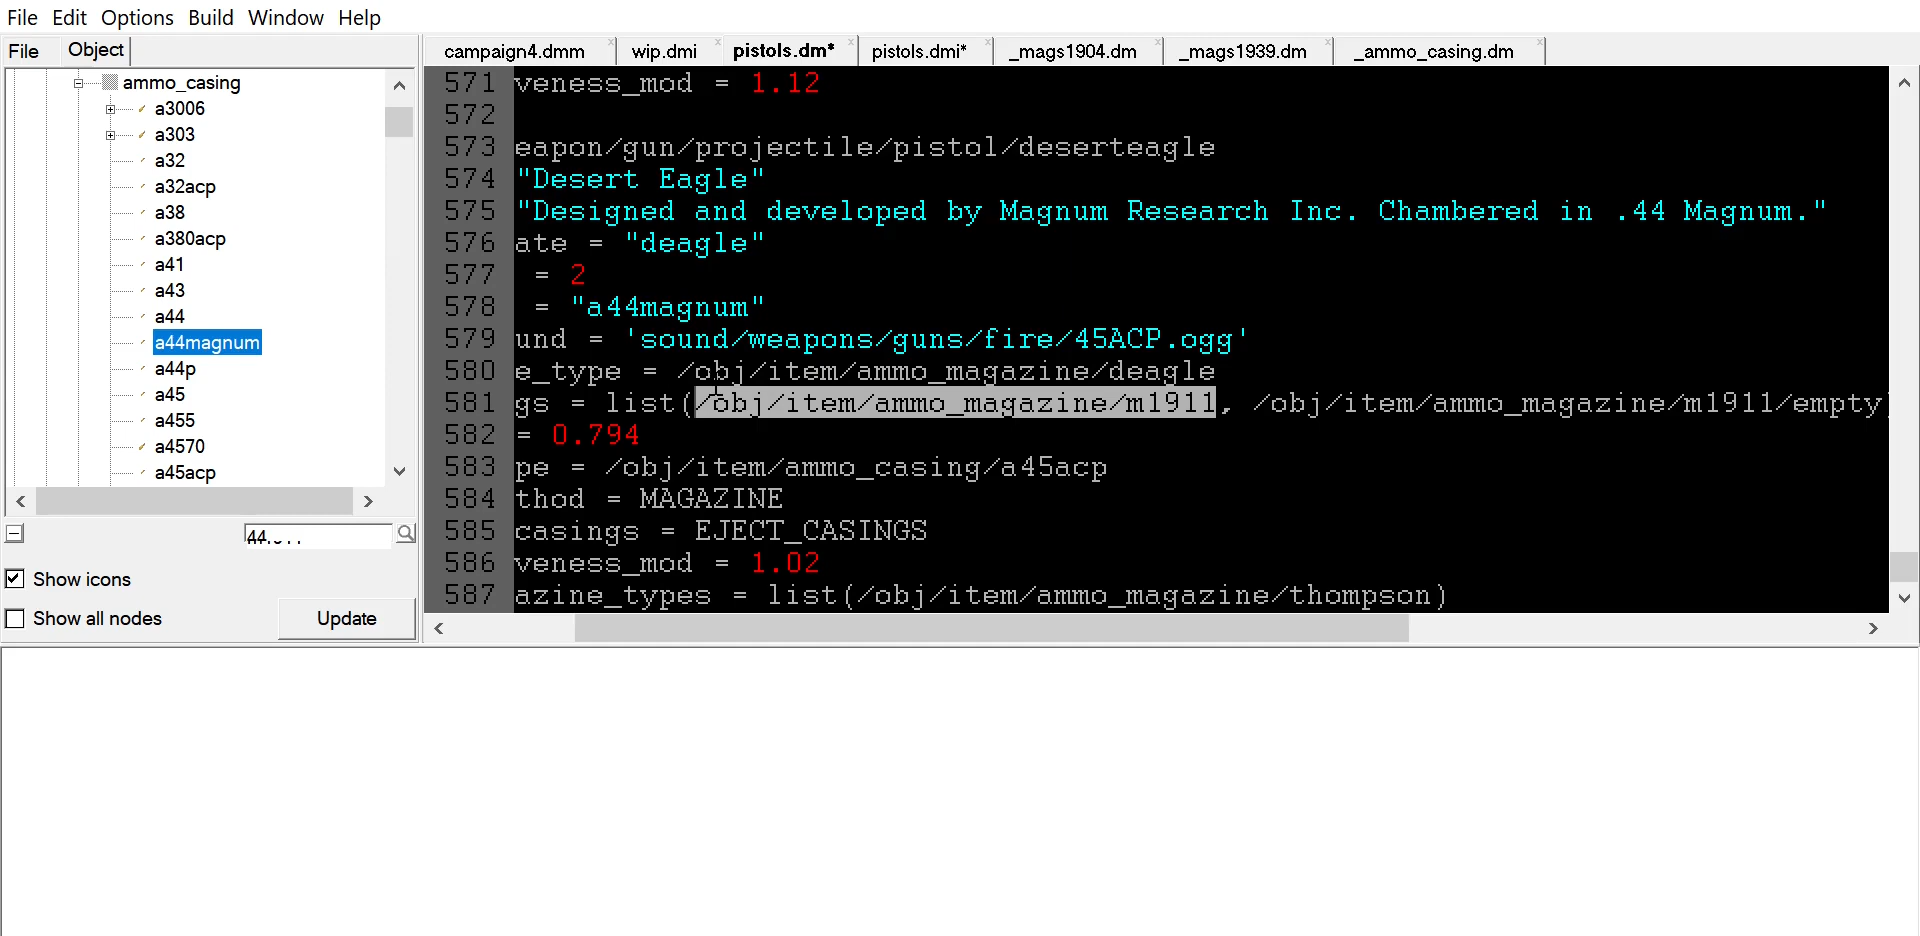 File Edit Options Build Window Help
File Object
ammo_casing
a3006
a303
a32
a32acp
a38
a380acp
a41
a43
a44
a44magnum
a44p
a45
a455
a4570
a45acp
Show icons
Show all nodes
Update
campaign4.dmm wip.dmi pistols.dm* pistols.dmi* _mags1904.dm _mags1939.dm _ammo_casing.dm
571 veness_mod = 1.12
572
573 eapon/gun/projectile/pistol/deserteagle
574 "Desert Eagle"
575 "Designed and developed by Magnum Research Inc. Chambered in .44 Magnum."
576 ate = "deagle"
577 = 2
578 = "a44magnum"
579 und = 'sound/weapons/guns/fire/45ACP.ogg'
580 e_type = /obj/item/ammo_magazine/deagle
581 gs = list(/obj/item/ammo_magazine/m1911, /obj/item/ammo_magazine/m1911/empty
582 = 0.794
583 pe = /obj/item/ammo_casing/a45acp
584 thod = MAGAZINE
585 casings = EJECT_CASINGS
586 veness_mod = 1.02
587 azine_types = list(/obj/item/ammo_magazine/thompson)